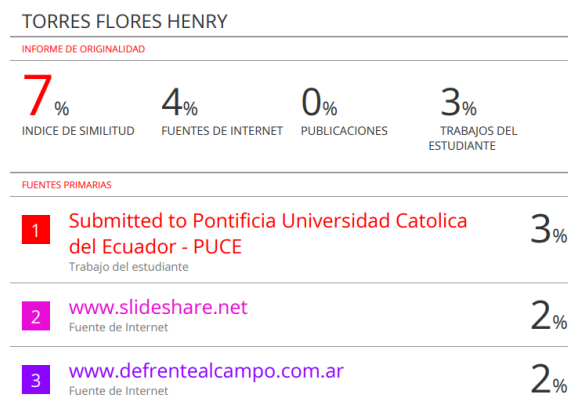 TORRES FLORES HENRY
INFORME DE ORIGINALIDAD
7%
INDICE DE SIMILITUD
4%
FUENTES DE INTERNET
0%
PUBLICACIONES
3%
TRABAJOS DEL
ESTUDIANTE
FUENTES PRIMARIAS
1
Submitted to Pontificia Universidad Catolica
del Ecuador - PUCE
Trabajo del estudiante
3%
2
www.slideshare.net
Fuente de Internet
2%
3
www.defrentealcampo.com.ar
Fuente de Internet
2%